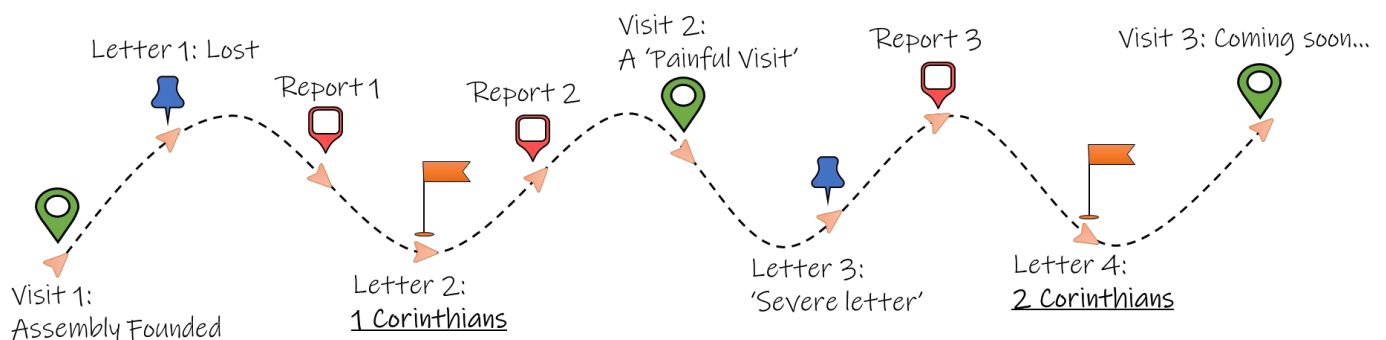 Visit 1:
Assembly Founded
Letter 1: Lost
Report 1
Letter 2:
1 Corinthians
Report 2
Visit 2:
A 'Painful Visit'
Letter 3:
'Severe letter'
Report 3
Letter 4:
2 Corinthians
Visit 3: Coming soon...